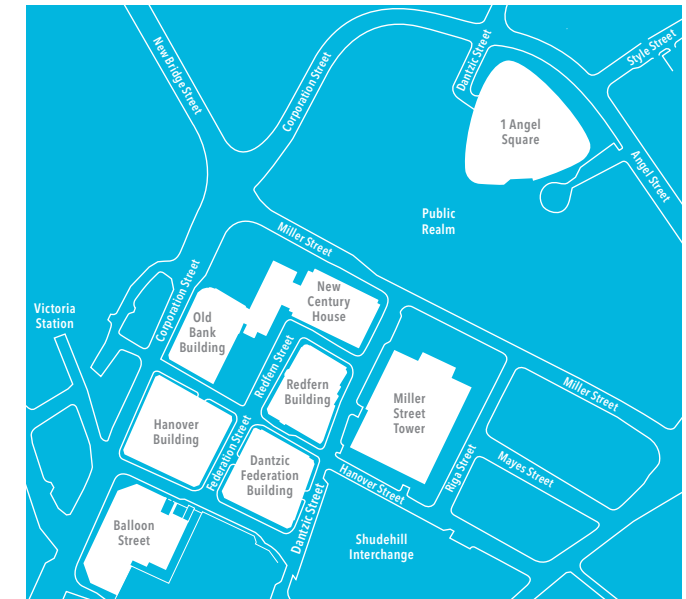 New Bridge Street
Corporation Street
Dantzic Street
Style Street
1 Angel
Square
Angel Street
Public
Realm
Miller Street
Corporation Street
Victoria
Station
New
Century
House
Old
Bank
Building
Redfern Street
Redfern
Building
Miller
Street
Tower
Miller Street
Hanover
Building
Federation Street
Dantzic
Federation
Building
Hanover Street
Riga Street
Mayes Street
Dantzic Street
Balloon
Street
Shudehill
Interchange